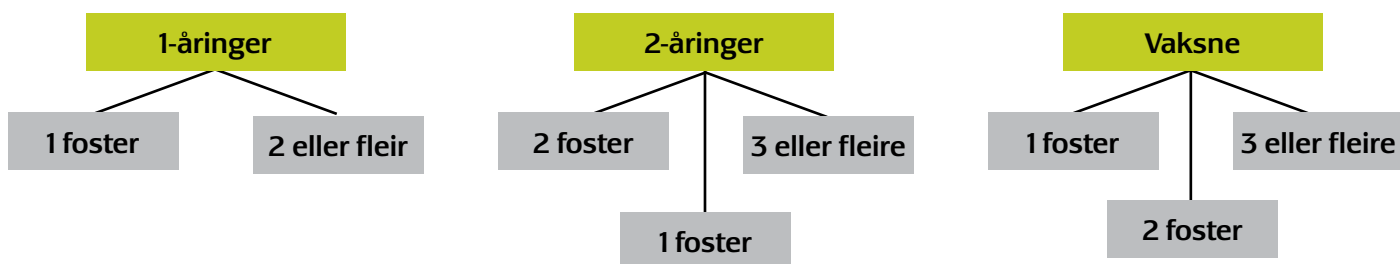 1-åringer
1 foster
2 eller fleir
2-åringer
2 foster
3 eller fleire
1 foster
Vaksne
1 foster
3 eller fleire
2 foster